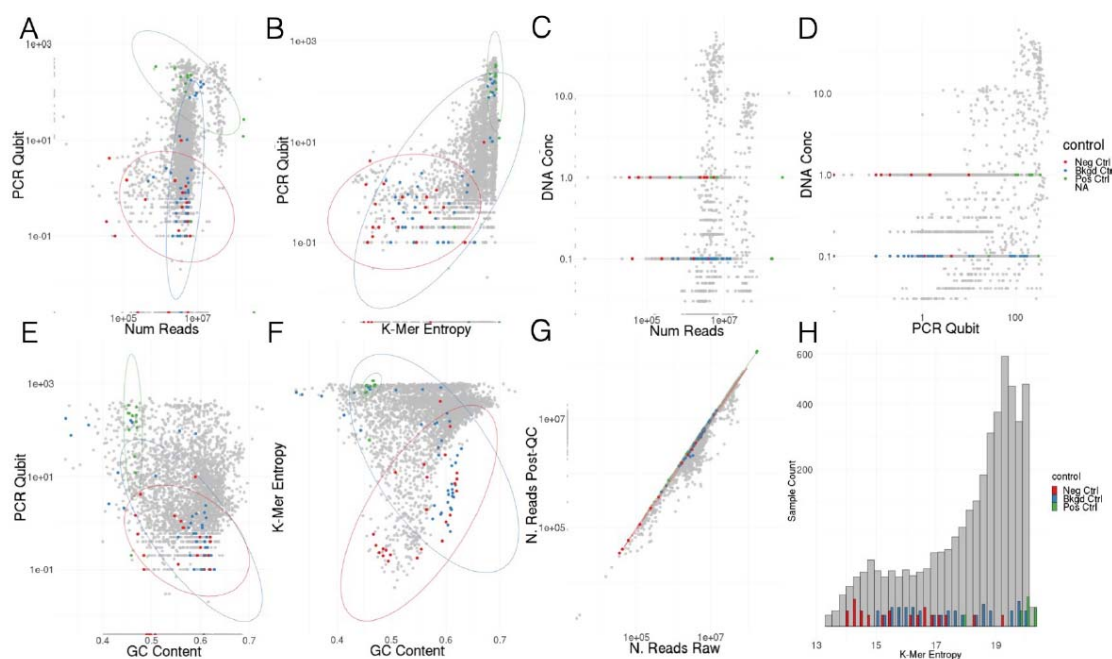 A
B
C
D
1e+03
1e+01
1e-01
PCR Qubit
1e+05
1e+07
Num Reads
1e+03
1e+01
1e-01
PCR Qubit
K-Mer Entropy
10.0
1.0
0.1
DNA Conc
1e+05
1e+07
Num Reads
10.0
1.0
0.1
DNA Conc
1
100
PCR Qubit
control
Neg Ctrl
Bkgd Ctr
Pos Ctrl
NA
E
F
G
H
1e+03
1e+01
1e-01
PCR Qubit
0.4
0.5
0.6
0.7
GC Content
K-Mer Entropy
0.4
0.5
0.6
0.7
GC Content
1e+07
1e+05
N. Reads Post-QC
1e+05
1e+07
N. Reads Raw
600
400
200
Sample Count
13
15
17
19
K-Mer Entropy
control
Neg Ctrl
Bkgd Ctrl
Pos Ctrl